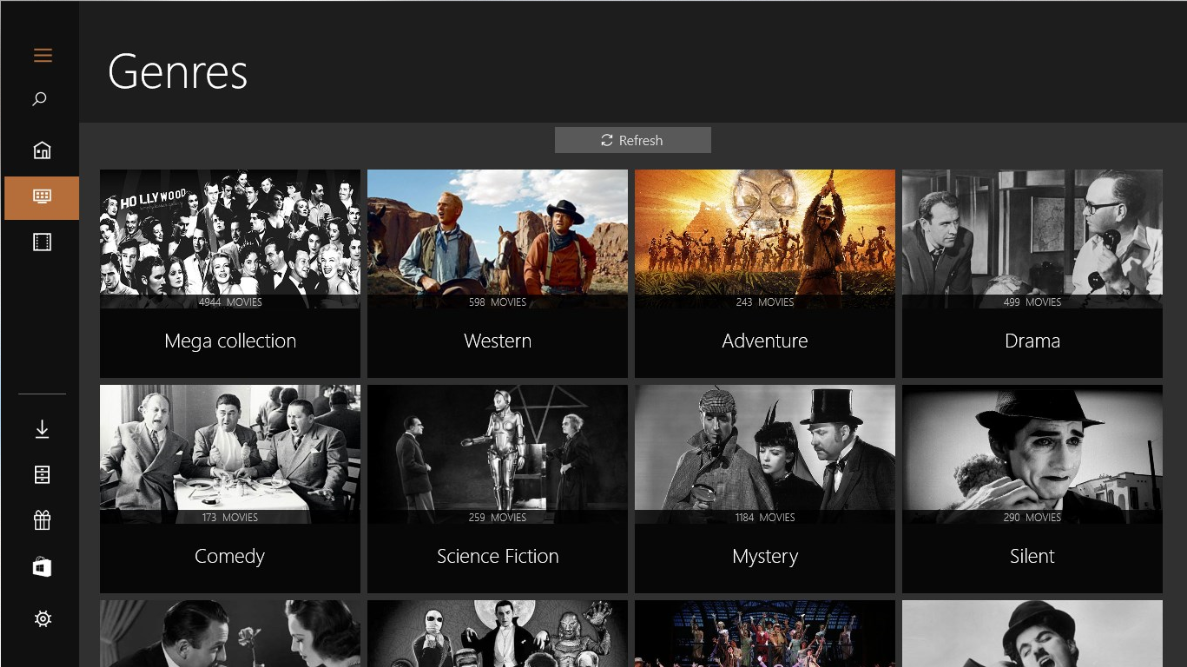 Genres
Refresh
HOLLYWOOD
4944 MOVIES
598 MOVIES
243 MOVIES
499 MOVIES
Mega collection
Western
Adventure
Drama
173 MOVIES
259 MOVIES
1184 MOVIES
290 MOVIES
Comedy
Science Fiction
Mystery
Silent